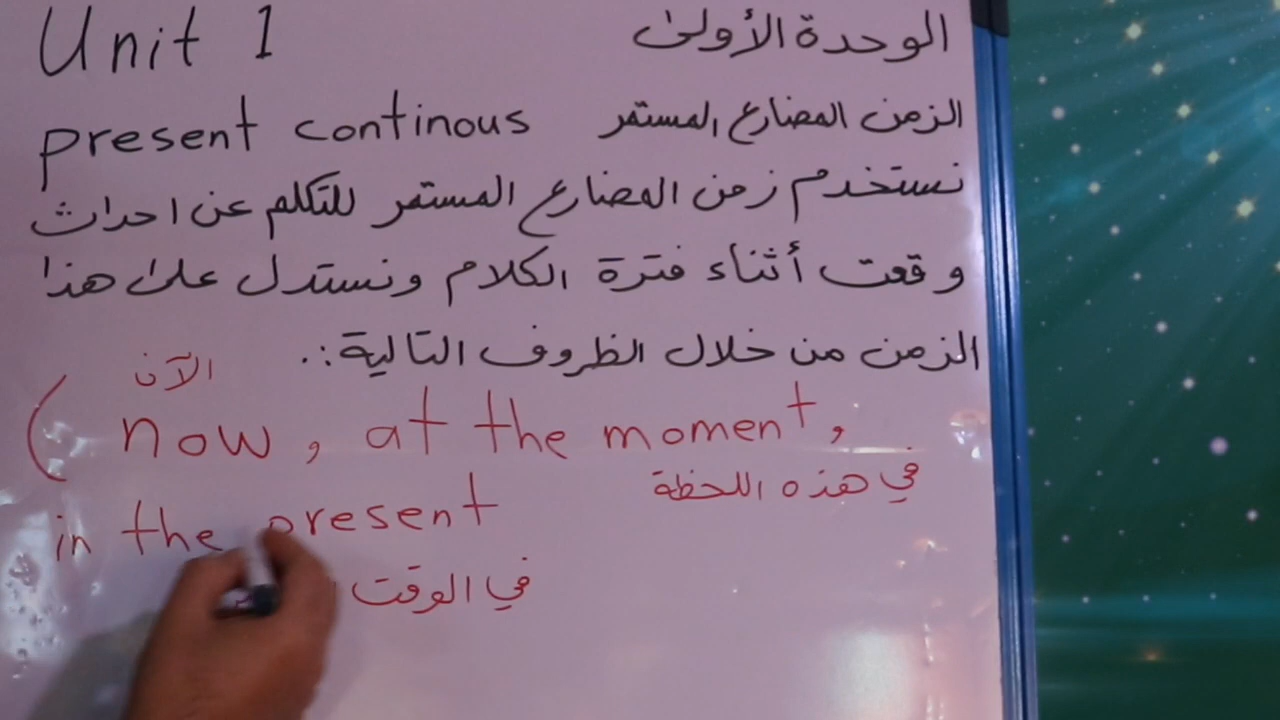 Unit 1 الوحدة الأولى
present continous الزمن المضارع المستمر
نستخدم زمن المضارع المستمر للتكلم عن احداث
وقعت أثناء فترة الكلام ونستدل على هذا
الزمن من خلال الظروف التالية:.
الآن
( now, at the moment,
في هذه اللحظة
in the present
في الوقت